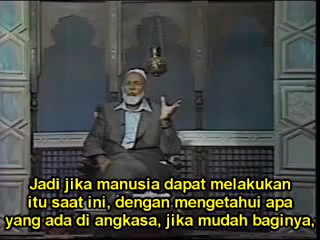 Jadi jika manusia dapat melakukan
itu saat ini, dengan mengetahui apa
yang ada di angkasa, jika mudah baginya,